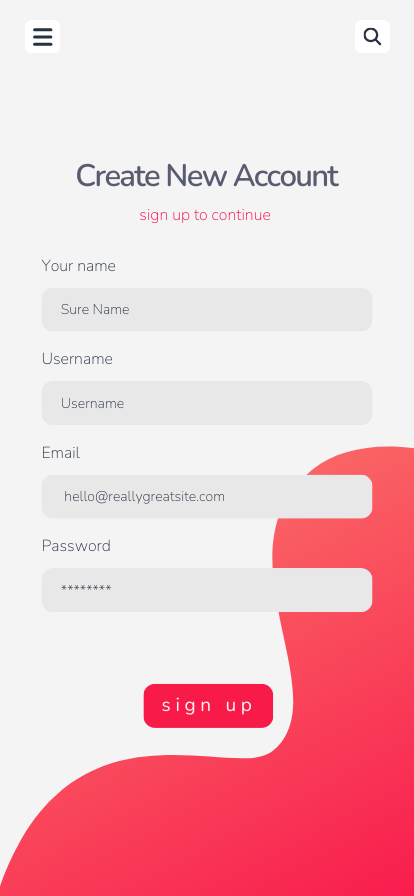 Create New Account
sign up to continue
Your name
Sure Name
Username
Username
Email
hello@reallygreatsite.com
Password
********
sign up